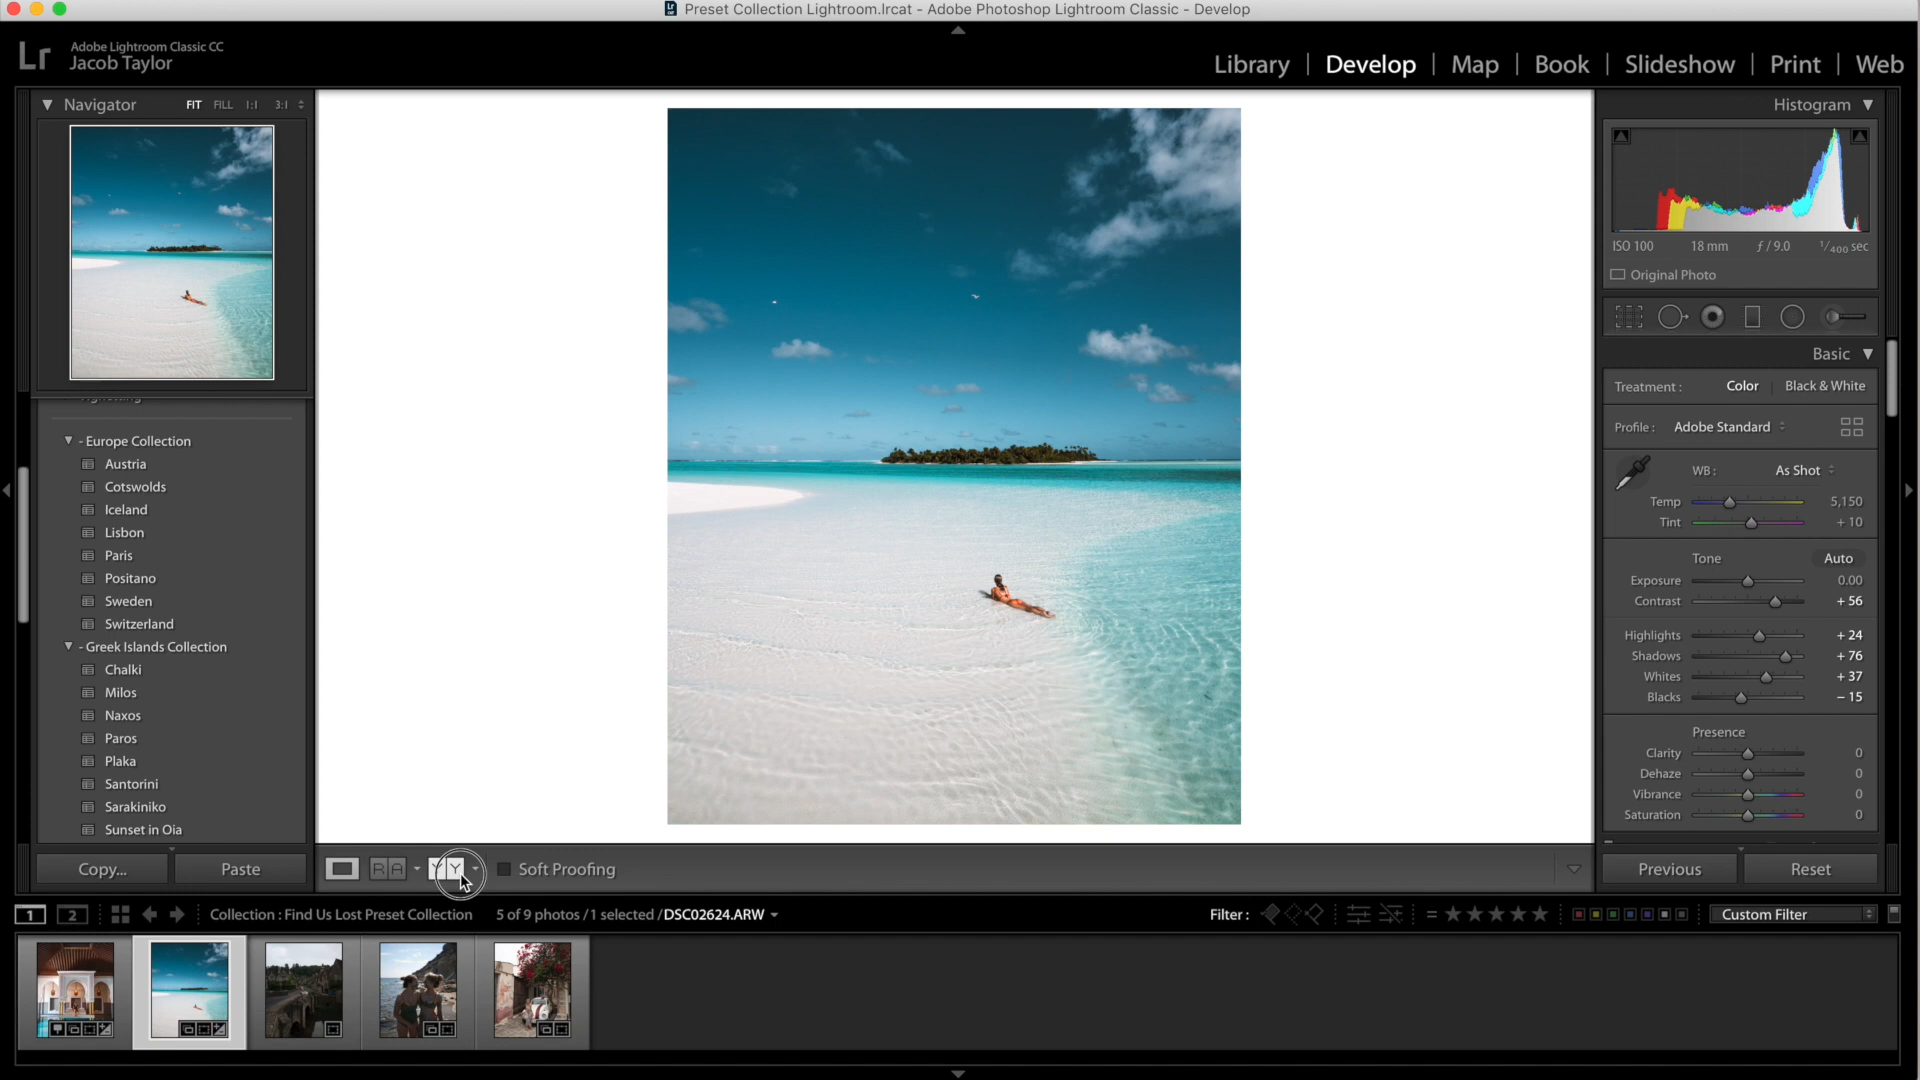 Preset Collection Lightroom.lrcat - Adobe Photoshop Lightroom Classic - Develop
Lr
Adobe Lightroom Classic CC
Jacob Taylor
Library | Develop | Map | Book | Slideshow | Print | Web
Navigator FIT FILL 1:1 3:1
- Europe Collection
Austria
Cotswolds
Iceland
Lisbon
Paris
Positano
Sweden
Switzerland
- Greek Islands Collection
Chalki
Milos
Naxos
Paros
Plaka
Santorini
Sarakiniko
Sunset in Oia
Copy... Paste
Histogram
ISO 100 18 mm ƒ / 9.0 1/400 sec
Original Photo
Basic
Treatment : Color Black & White
Profile : Adobe Standard
WB : As Shot
Temp 5,150
Tint + 10
Tone Auto
Exposure 0.00
Contrast + 56
Highlights + 24
Shadows + 76
Whites + 37
Blacks – 15
Presence
Clarity 0
Dehaze 0
Vibrance 0
Saturation 0
Previous Reset
R A Y Y Soft Proofing
1 2 Collection : Find Us Lost Preset Collection 5 of 9 photos / 1 selected / DSC02624.ARW Filter : = Custom Filter